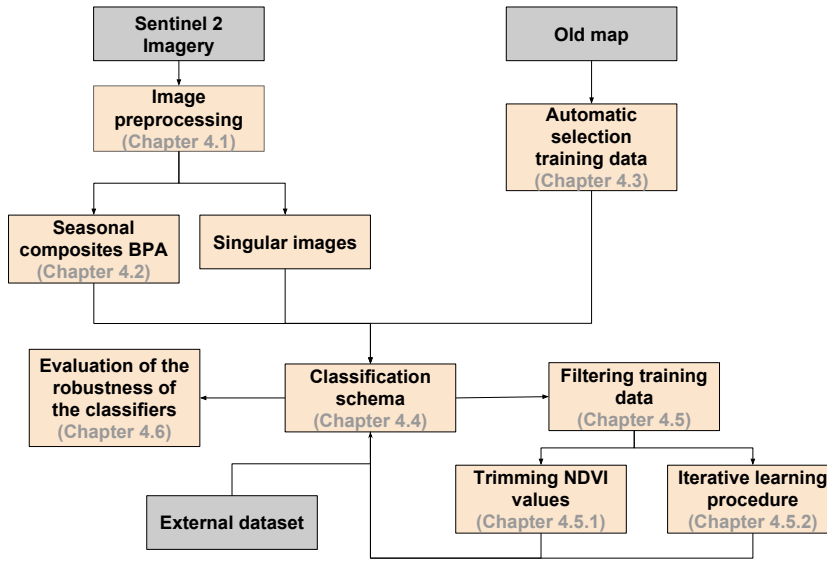 Sentinel 2
Imagery
Old map
Image
preprocessing
(Chapter 4.1)
Automatic
selection
training data
(Chapter 4.3)
Seasonal
composites BPA
(Chapter 4.2)
Singular images
Evaluation of the
robustness of
the classifiers
(Chapter 4.6)
Classification
schema
(Chapter 4.4)
Filtering training
data
(Chapter 4.5)
Trimming NDVI
values
(Chapter 4.5.1)
Iterative learning
procedure
(Chapter 4.5.2)
External dataset